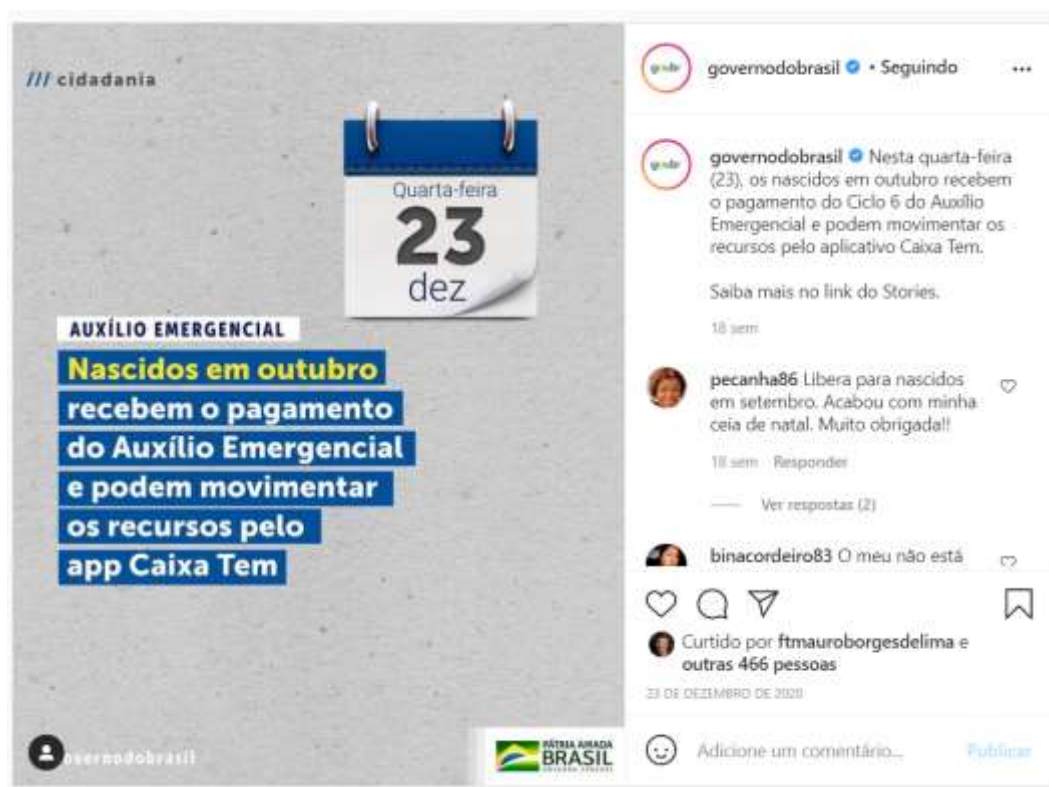 /// cidadania
Quarta-feira
23
dez
AUXÍLIO EMERGENCIAL
Nascidos em outubro
recebem o pagamento
do Auxílio Emergencial
e podem movimentar
os recursos pelo
app Caixa Tem
governodobrasil
PÁTRIA AMADA
BRASIL
GOVERNO FEDERAL
govbr
governodobrasil • Seguindo
...
govbr
governodobrasil Nesta quarta-feira
(23), os nascidos em outubro recebem
o pagamento do Ciclo 6 do Auxílio
Emergencial e podem movimentar os
recursos pelo aplicativo Caixa Tem.
Saiba mais no link do Stories.
18 sem
pecanha86 Libera para nascidos
em setembro. Acabou com minha
ceia de natal. Muito obrigada!!
18 sem Responder
Ver respostas (2)
binacordeiro83 O meu não está
Curtido por ftmauroborgesdelima e
outras 466 pessoas
23 DE DEZEMBRO DE 2020
Adicione um comentário...
Publicar